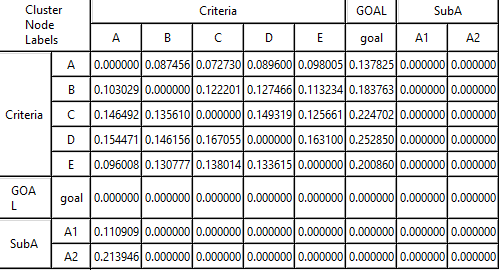 Cluster Node Labels Criteria GOAL SubA
A B C D E goal A1 A2
Criteria A 0.000000 0.087456 0.072730 0.089600 0.098005 0.137825 0.000000 0.000000
B 0.103029 0.000000 0.122201 0.127466 0.113234 0.183763 0.000000 0.000000
C 0.146492 0.135610 0.000000 0.149319 0.125661 0.224702 0.000000 0.000000
D 0.154471 0.146156 0.167055 0.000000 0.163100 0.252850 0.000000 0.000000
E 0.096008 0.130777 0.138014 0.133615 0.000000 0.200860 0.000000 0.000000
GOA L goal 0.000000 0.000000 0.000000 0.000000 0.000000 0.000000 0.000000 0.000000
SubA A1 0.110909 0.000000 0.000000 0.000000 0.000000 0.000000 0.000000 0.000000
A2 0.213946 0.000000 0.000000 0.000000 0.000000 0.000000 0.000000 0.000000